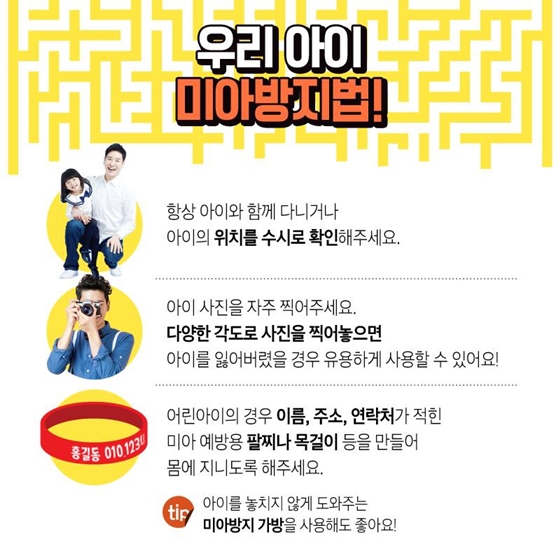 우리 아이
미아방지법!
항상 아이와 함께 다니거나
아이의 위치를 수시로 확인해주세요.
아이 사진을 자주 찍어주세요.
다양한 각도로 사진을 찍어놓으면
아이를 잃어버렸을 경우 유용하게 사용할 수 있어요!
어린아이의 경우 이름, 주소, 연락처가 적힌
미아 예방용 팔찌나 목걸이 등을 만들어
몸에 지니도록 해주세요.
홍길동 010.123
tip
아이를 놓치지 않게 도와주는
미아방지 가방을 사용해도 좋아요!